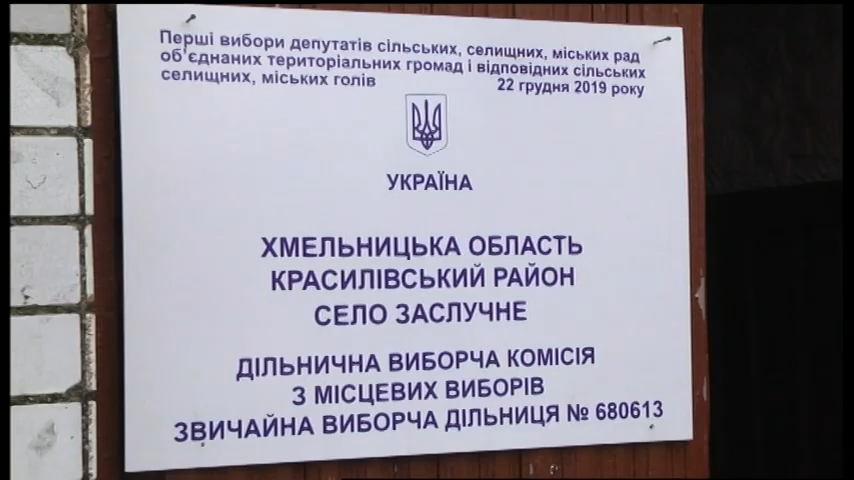 Перші вибори депутатів сільських, селищних, міських рад
об'єднаних територіальних громад і відповідних сільських
селищних, міських голів 22 грудня 2019 року
УКРАЇНА
ХМЕЛЬНИЦЬКА ОБЛАСТЬ
КРАСИЛІВСЬКИЙ РАЙОН
СЕЛО ЗАСЛУЧНЕ
ДІЛЬНИЧНА ВИБОРЧА КОМІСІЯ
З МІСЦЕВИХ ВИБОРІВ
ЗВИЧАЙНА ВИБОРЧА ДІЛЬНИЦЯ № 680613